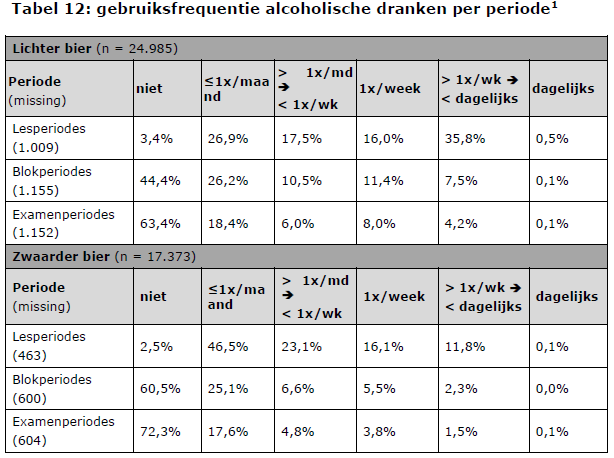 Tabel 12: gebruiksfrequentie alcoholische dranken per periode1
Lichter bier (n = 24.985)
Periode (missing) niet ≤1x/maa nd > 1x/md ➔ < 1x/wk 1x/week > 1x/wk ➔ < dagelijks dagelijks
Lesperiodes (1.009) 3,4% 26,9% 17,5% 16,0% 35,8% 0,5%
Blokperiodes (1.155) 44,4% 26,2% 10,5% 11,4% 7,5% 0,1%
Examenperiodes (1.152) 63,4% 18,4% 6,0% 8,0% 4,2% 0,1%
Zwaarder bier (n = 17.373)
Periode (missing) niet ≤1x/ma and > 1x/md ➔ < 1x/wk 1x/week > 1x/wk ➔ < dagelijks dagelijks
Lesperiodes (463) 2,5% 46,5% 23,1% 16,1% 11,8% 0,1%
Blokperiodes (600) 60,5% 25,1% 6,6% 5,5% 2,3% 0,0%
Examenperiodes (604) 72,3% 17,6% 4,8% 3,8% 1,5% 0,1%